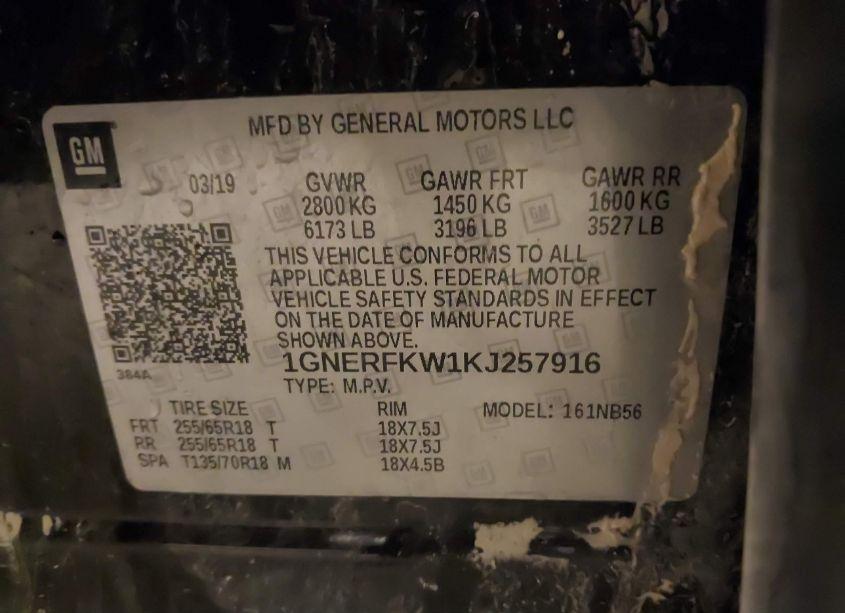 GM
MFD BY GENERAL MOTORS LLC
03/19 GVWR GAWR FRT GAWR RR
2800 KG 1450 KG 1600 KG
6173 LB 3196 LB 3527 LB
THIS VEHICLE CONFORMS TO ALL
APPLICABLE U.S. FEDERAL MOTOR
VEHICLE SAFETY STANDARDS IN EFFECT
ON THE DATE OF MANUFACTURE
SHOWN ABOVE.
1GNERFKW1KJ257916
384A
TYPE: M.P.V.
TIRE SIZE RIM MODEL: 161NB56
FRT 255/65R18 T 18X7.5J
RR 255/65R18 T 18X7.5J
SPA T135/70R18 M 18X4.5B